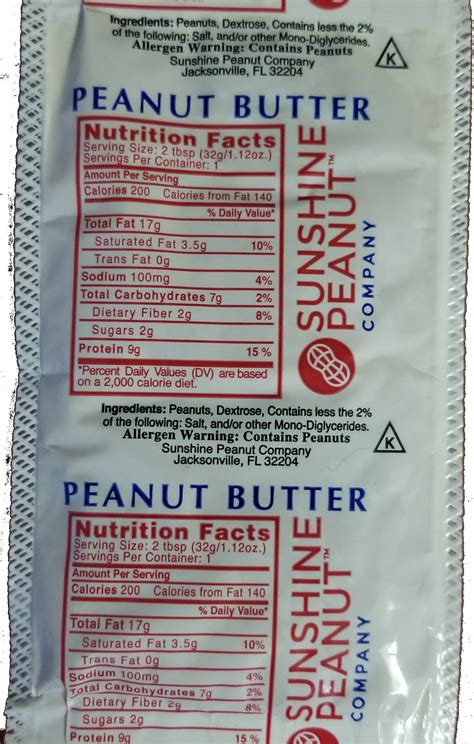 Ingredients: Peanuts, Dextrose, Contains less the 2%
of the following: Salt, and/or other Mono-Diglycerides.
Allergen Warning: Contains Peanuts
Sunshine Peanut Company
Jacksonville, FL 32204
K
PEANUT BUTTER
Nutrition Facts
Serving Size: 2 tbsp (32g/1.12oz.)
Servings Per Container: 1
Amount Per Serving
Calories 200 Calories from Fat 140
% Daily Value*
Total Fat 17g
Saturated Fat 3.5g 10%
Trans Fat 0g
Sodium 100mg 4%
Total Carbohydrates 7g 2%
Dietary Fiber 2g 8%
Sugars 2g
Protein 9g 15 %
*Percent Daily Values (DV) are based
on a 2,000 calorie diet.
SUNSHINE
PEANUT™
COMPANY
Ingredients: Peanuts, Dextrose, Contains less the 2%
of the following: Salt, and/or other Mono-Diglycerides.
Allergen Warning: Contains Peanuts
Sunshine Peanut Company
Jacksonville, FL 32204
K
PEANUT BUTTER
Nutrition Facts
Serving Size: 2 tbsp (32g/1.12oz.)
Servings Per Container: 1
Amount Per Serving
Calories 200 Calories from Fat 140
% Daily Value*
Total Fat 17g
Saturated Fat 3.5g 10%
Trans Fat 0g
Sodium 100mg 4%
Total Carbohydrates 7g 2%
Dietary Fiber 2g 8%
Sugars 2g
Protein 9g 15 %
SUNSHINE
PEANUT™
COMPANY